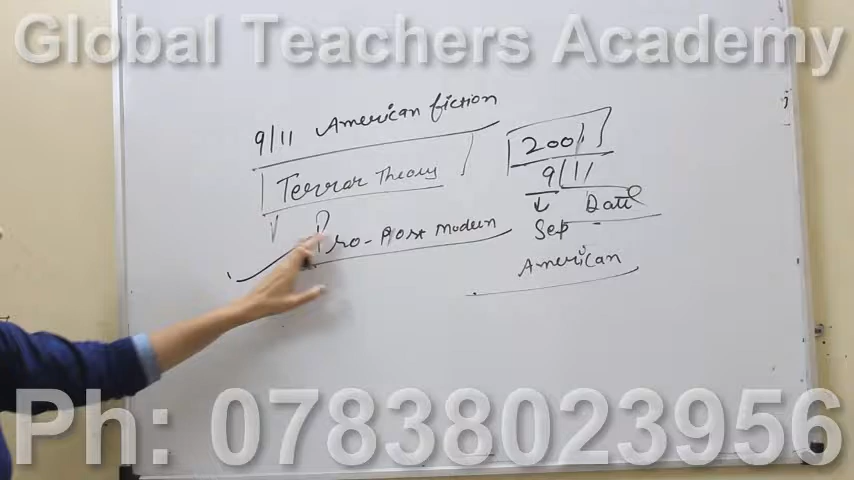 Global Teachers Academy
9/11 American fiction
Terror Theory
Pro-Post Modern
2001
9/11
Date
Sep
American
Ph: 07838023956